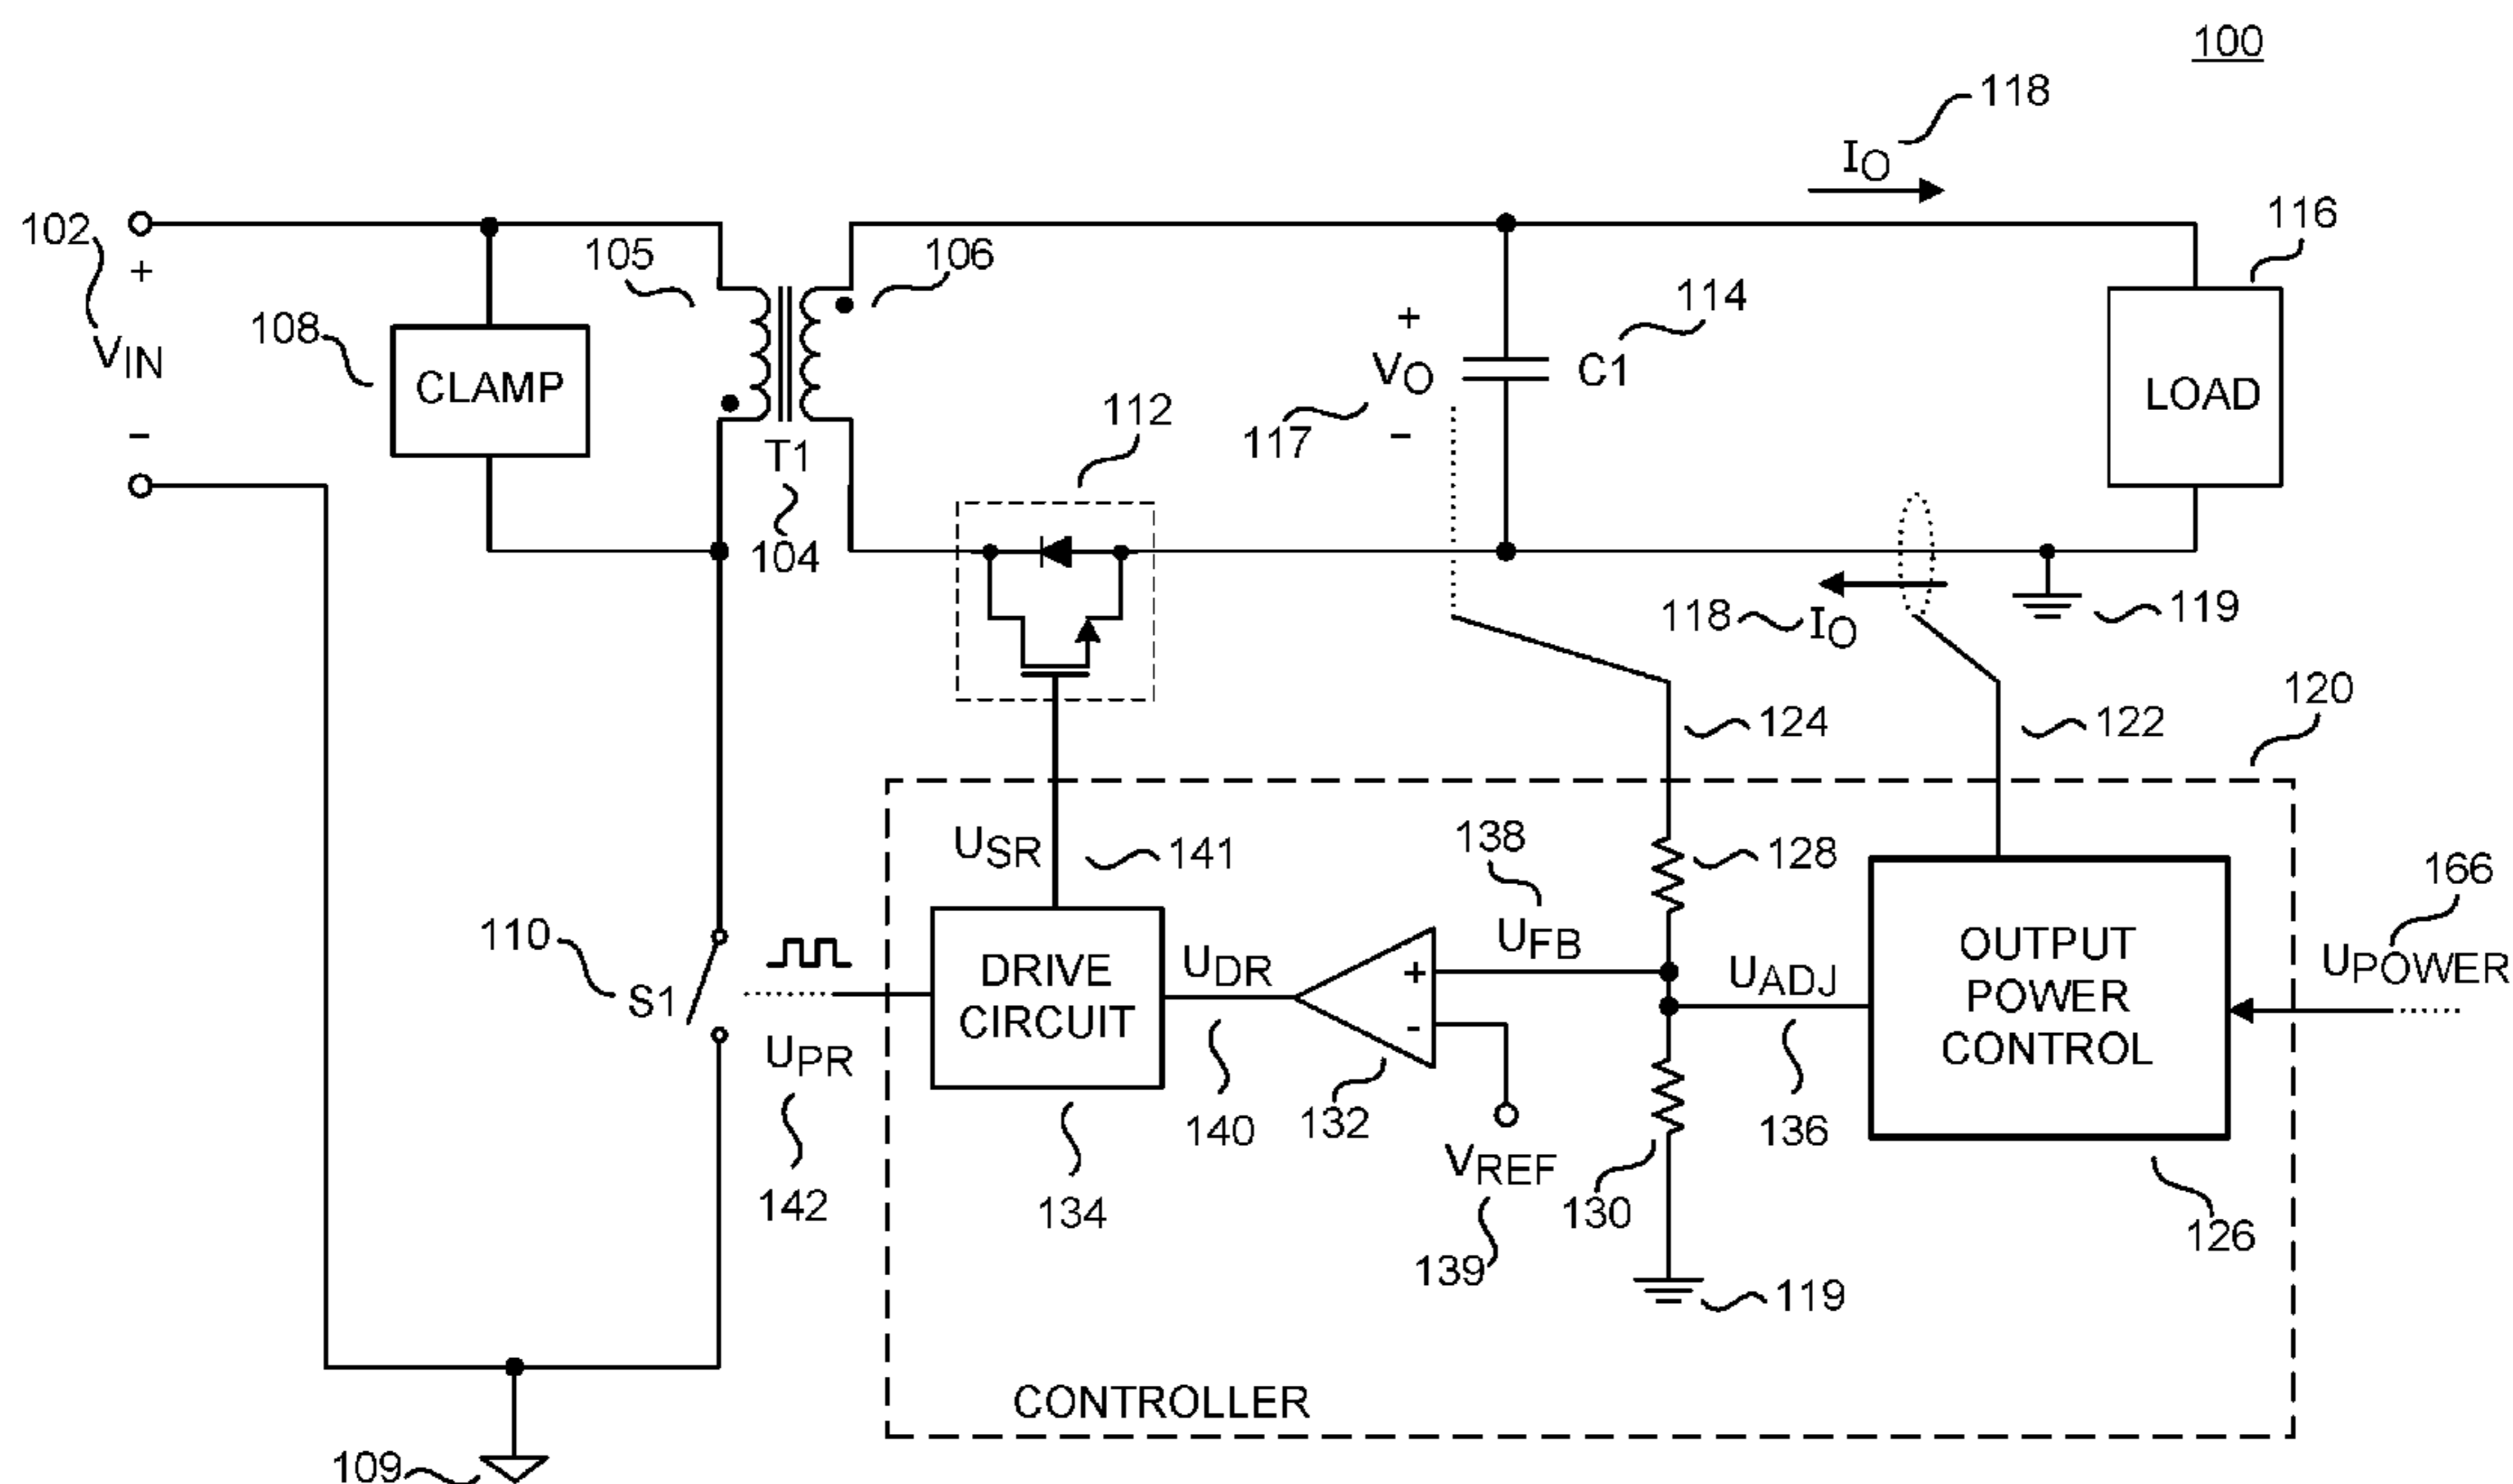 100
118
IO
102
+
VIN
-
105
106
116
108
CLAMP
114
+
VO
-
117
C1
LOAD
112
T1
104
118
IO
119
120
124
122
USR
141
138
UFB
128
166
UPOWER
110
S1
UPR
142
DRIVE
CIRCUIT
134
UDR
140
+
-
132
VREF
139
130
UADJ
136
OUTPUT
POWER
CONTROL
126
119
CONTROLLER
109